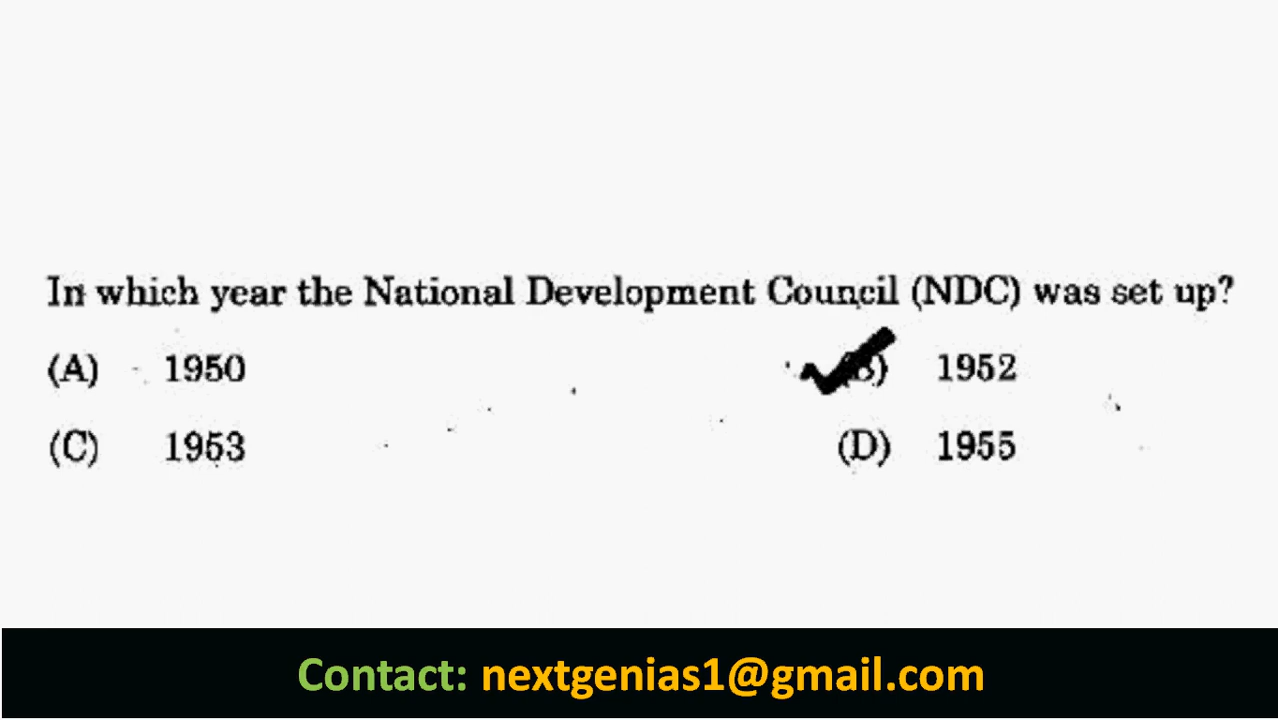 In which year the National Development Council (NDC) was set up?
(A) 1950 (B) 1952
(C) 1953 (D) 1955
Contact: nextgenias1@gmail.com